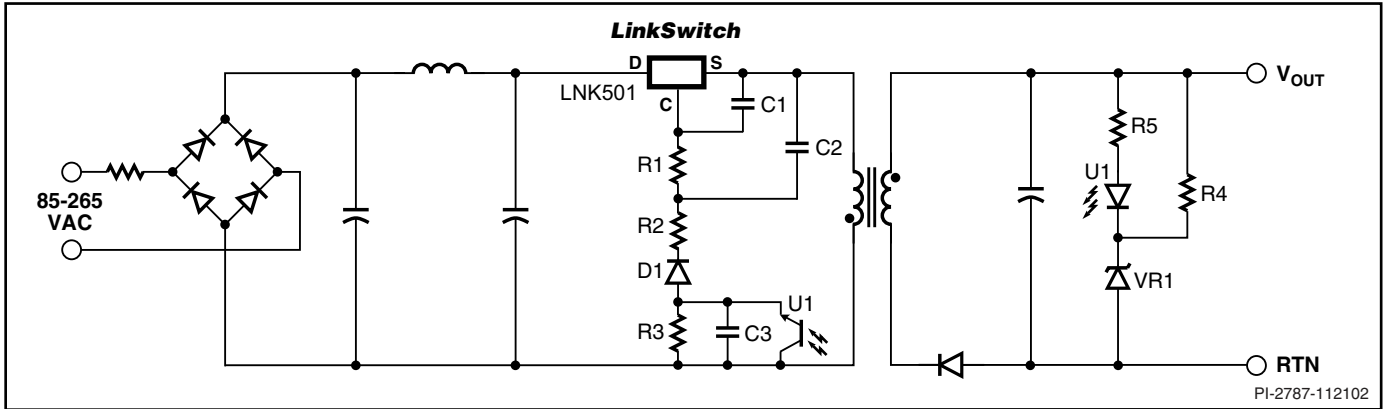 LinkSwitch
D S
LNK501
C
C1
C2
R1
R2
D1
R3
C3
U1
85-265
VAC
V_OUT
R5
U1
R4
VR1
RTN
PI-2787-112102